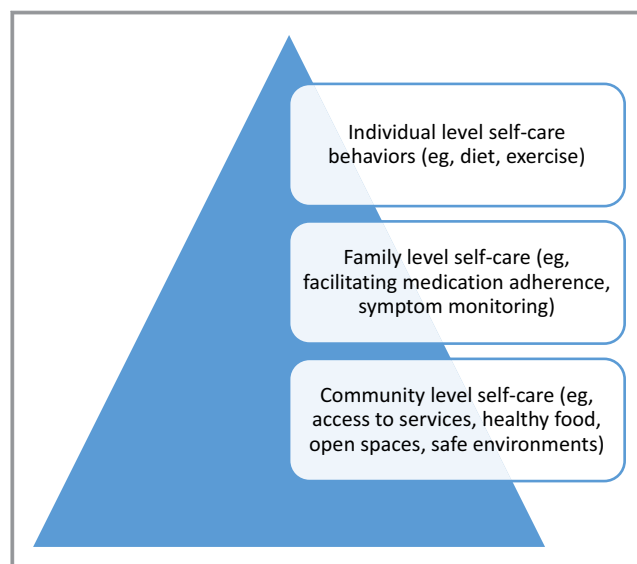 Individual level self-care
behaviors (eg, diet, exercise)
Family level self-care (eg,
facilitating medication adherence,
symptom monitoring)
Community level self-care (eg,
access to services, healthy food,
open spaces, safe environments)